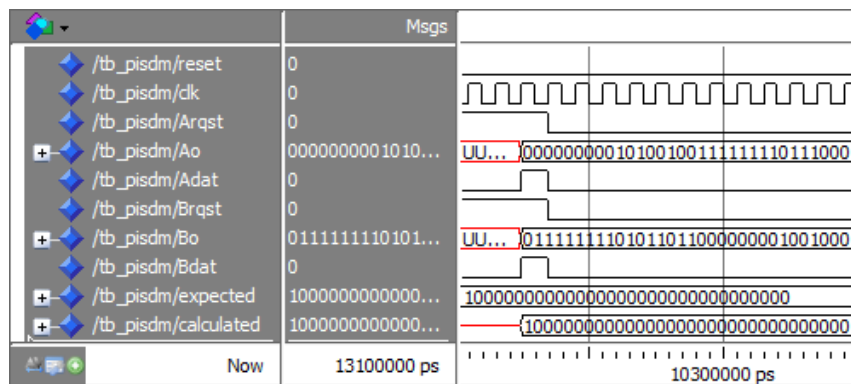 Msgs
/tb_pisdm/reset 0
/tb_pisdm/clk 0
/tb_pisdm/Arqst 0
/tb_pisdm/Ao 0000000001010... UU... 00000000010100100111111110111000
/tb_pisdm/Adat 0
/tb_pisdm/Brqst 0
/tb_pisdm/Bo 0111111110101... UU... 01111111101011011000000001001000
/tb_pisdm/Bdat 0
/tb_pisdm/expected 1000000000000... 10000000000000000000000000000000
/tb_pisdm/calculated 1000000000000... 10000000000000000000000000000000
Now 13100000 ps 10300000 ps